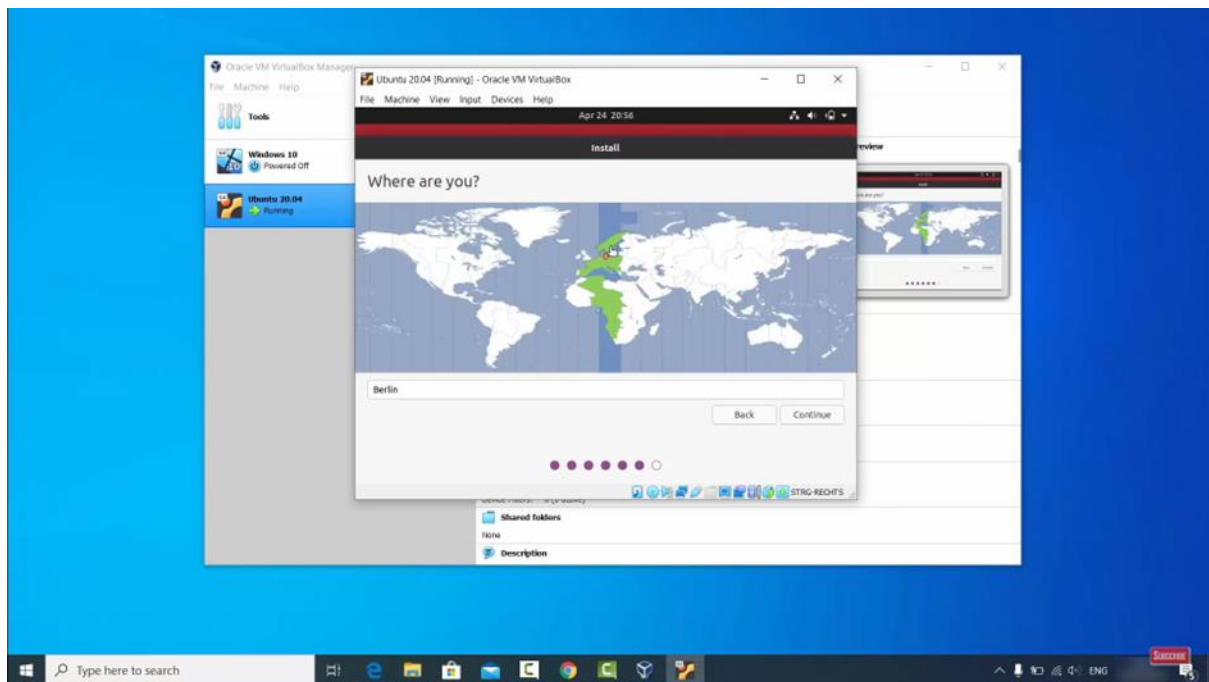 Oracle VM VirtualBox Manager
File Machine Help
Tools
Windows 10
Powered Off
Ubuntu 20.04
Running
Ubuntu 20.04 [Running] - Oracle VM VirtualBox
File Machine View Input Devices Help
Apr 24 20:56
Install
Where are you?
Berlin
Back Continue
STRG-RECHTS
Shared folders
None
Description
Type here to search
ENG
SUBSCRIBE
5